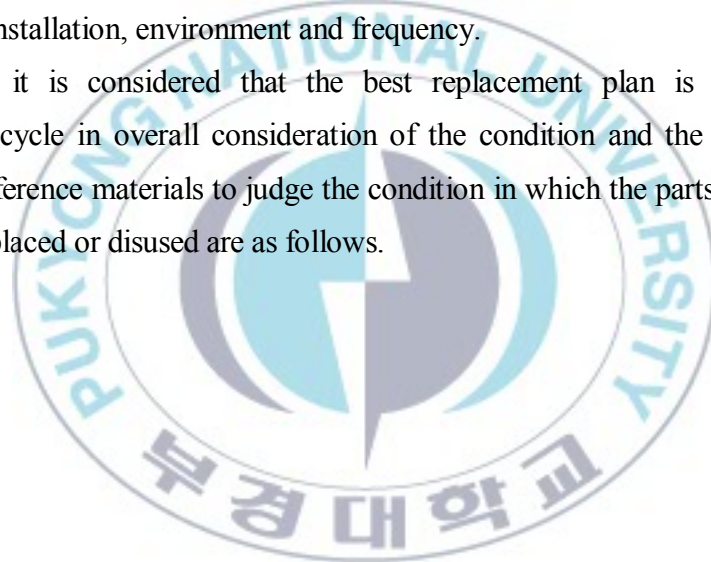 nstallation, environment and frequency.
it is considered that the best replacement plan is
cycle in overall consideration of the condition and the
ference materials to judge the condition in which the parts
placed or disused are as follows.
PUKYONG NATIONAL UNIVERSITY
부경대학교